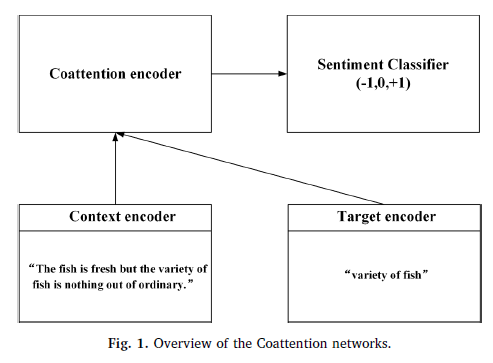 Coattention encoder
Sentiment Classifier
(-1,0,+1)
Context encoder
“The fish is fresh but the variety of
fish is nothing out of ordinary.”
Target encoder
“variety of fish”
Fig. 1. Overview of the Coattention networks.